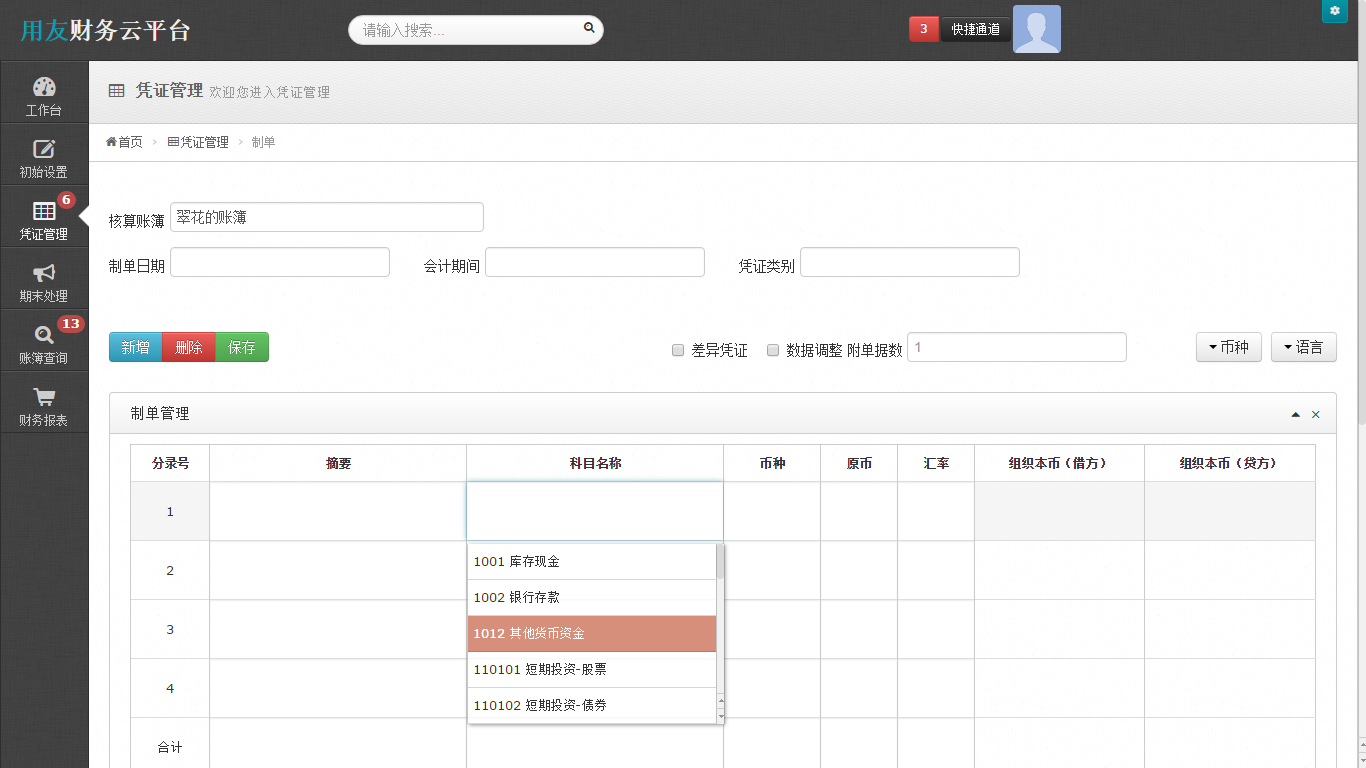 用友财务云平台
请输入搜索...
3 快捷通道
工作台
初始设置
6
凭证管理
期末处理
13
账簿查询
财务报表
凭证管理 欢迎您进入凭证管理
首页 凭证管理 制单
核算账簿 翠花的账簿
制单日期 会计期间 凭证类别
新增 删除 保存 差异凭证 数据调整 附单据数 1 币种 语言
制单管理
分录号 摘要 科目名称 币种 原币 汇率 组织本币（借方） 组织本币（贷方）
1
1001 库存现金
2
1002 银行存款
3
1012 其他货币资金
110101 短期投资-股票
4
110102 短期投资-债券
合计